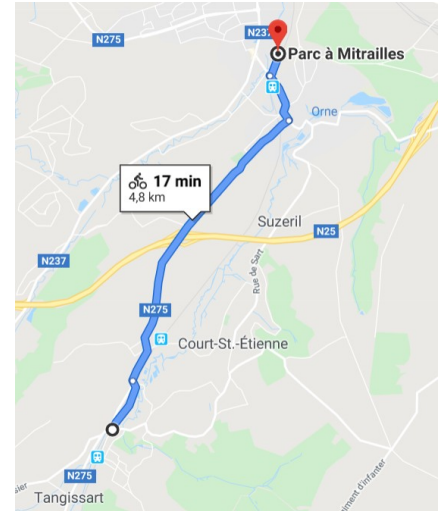 N275
N237
Parc à Mitrailles
Orne
17 min
4,8 km
Suzeril
N25
N237
Rue de Sart
N275
Court-St.-Étienne
N275
Tangissart